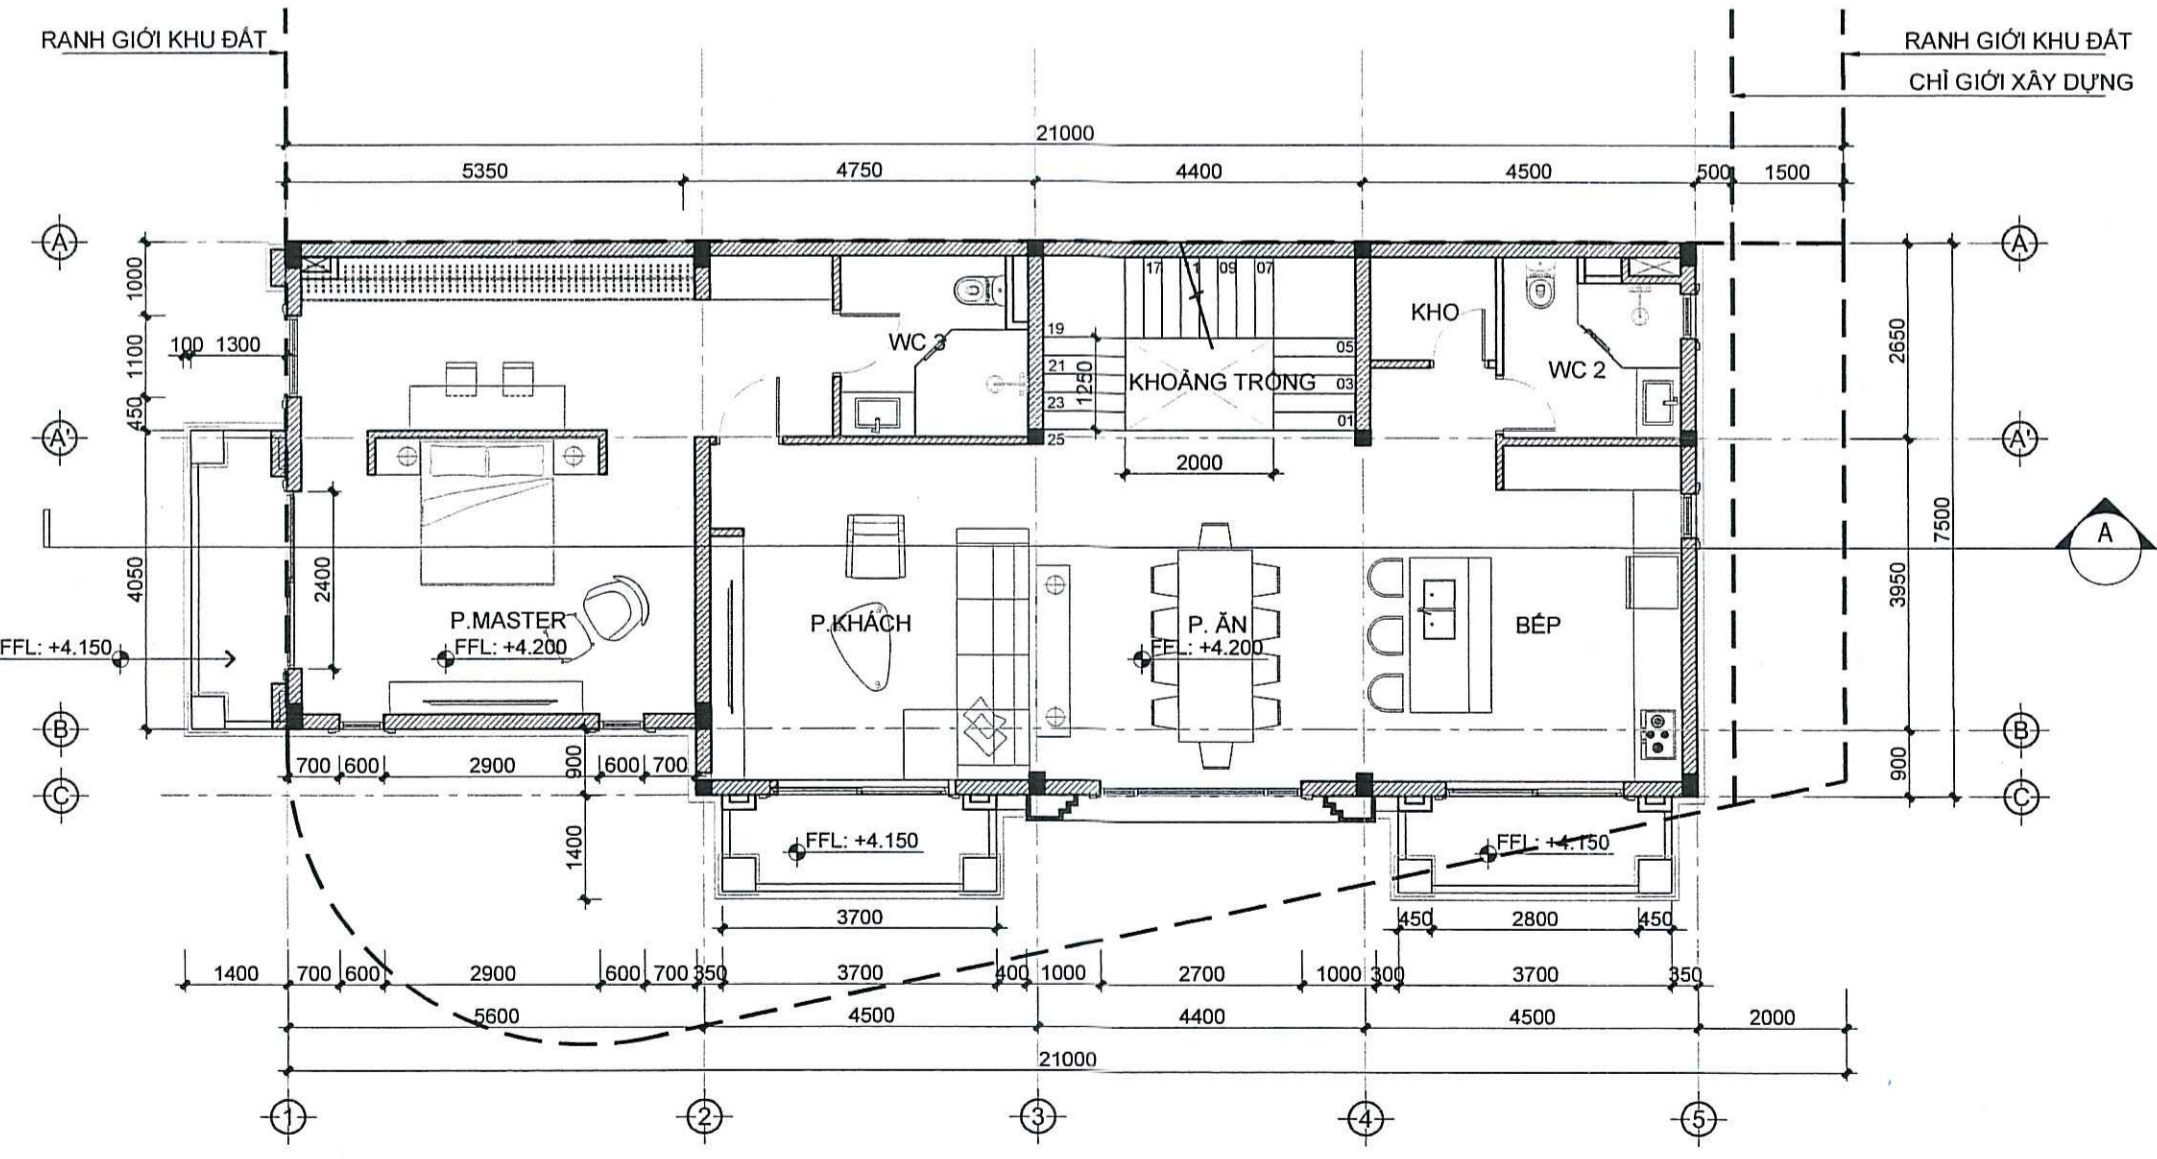 RANH GIỚI KHU ĐẤT
RANH GIỚI KHU ĐẤT
CHỈ GIỚI XÂY DỰNG
21000
5350 4750 4400 4500 500 1500
A A
1000
17 11 09 07
KHO
100 1300 1100 450
WC 3
19 05
21 1250 KHOẢNG TRỐNG 03
23 01
25
WC 2
2650
A' A'
2000
7500
A
4050 2400 3950
P.MASTER P.KHÁCH P. ĂN BẾP
FFL: +4.150 FFL: +4.200 FFL: +4.200
B B
700 600 2900 600 700 900 900
C C
1400 FFL: +4.150 FFL: +4.150
3700 450 2800 450
1400 700 600 2900 600 700 350 3700 400 1000 2700 1000 300 3700 350
5600 4500 4400 4500 2000
21000
1 2 3 4 5